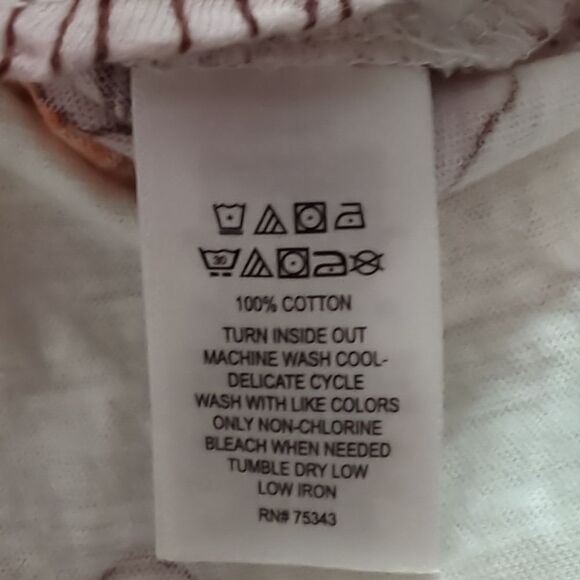 30
100% COTTON
TURN INSIDE OUT
MACHINE WASH COOL-
DELICATE CYCLE
WASH WITH LIKE COLORS
ONLY NON-CHLORINE
BLEACH WHEN NEEDED
TUMBLE DRY LOW
LOW IRON
RN# 75343